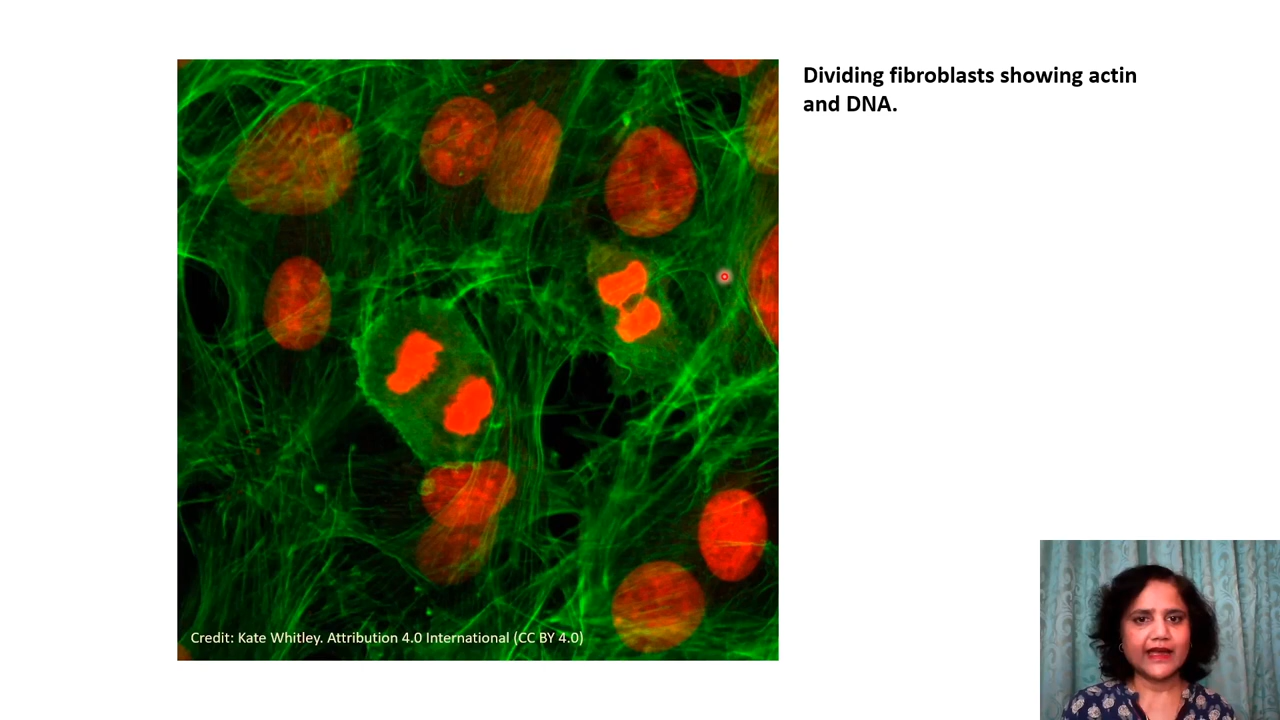 Dividing fibroblasts showing actin
and DNA.
Credit: Kate Whitley. Attribution 4.0 International (CC BY 4.0)